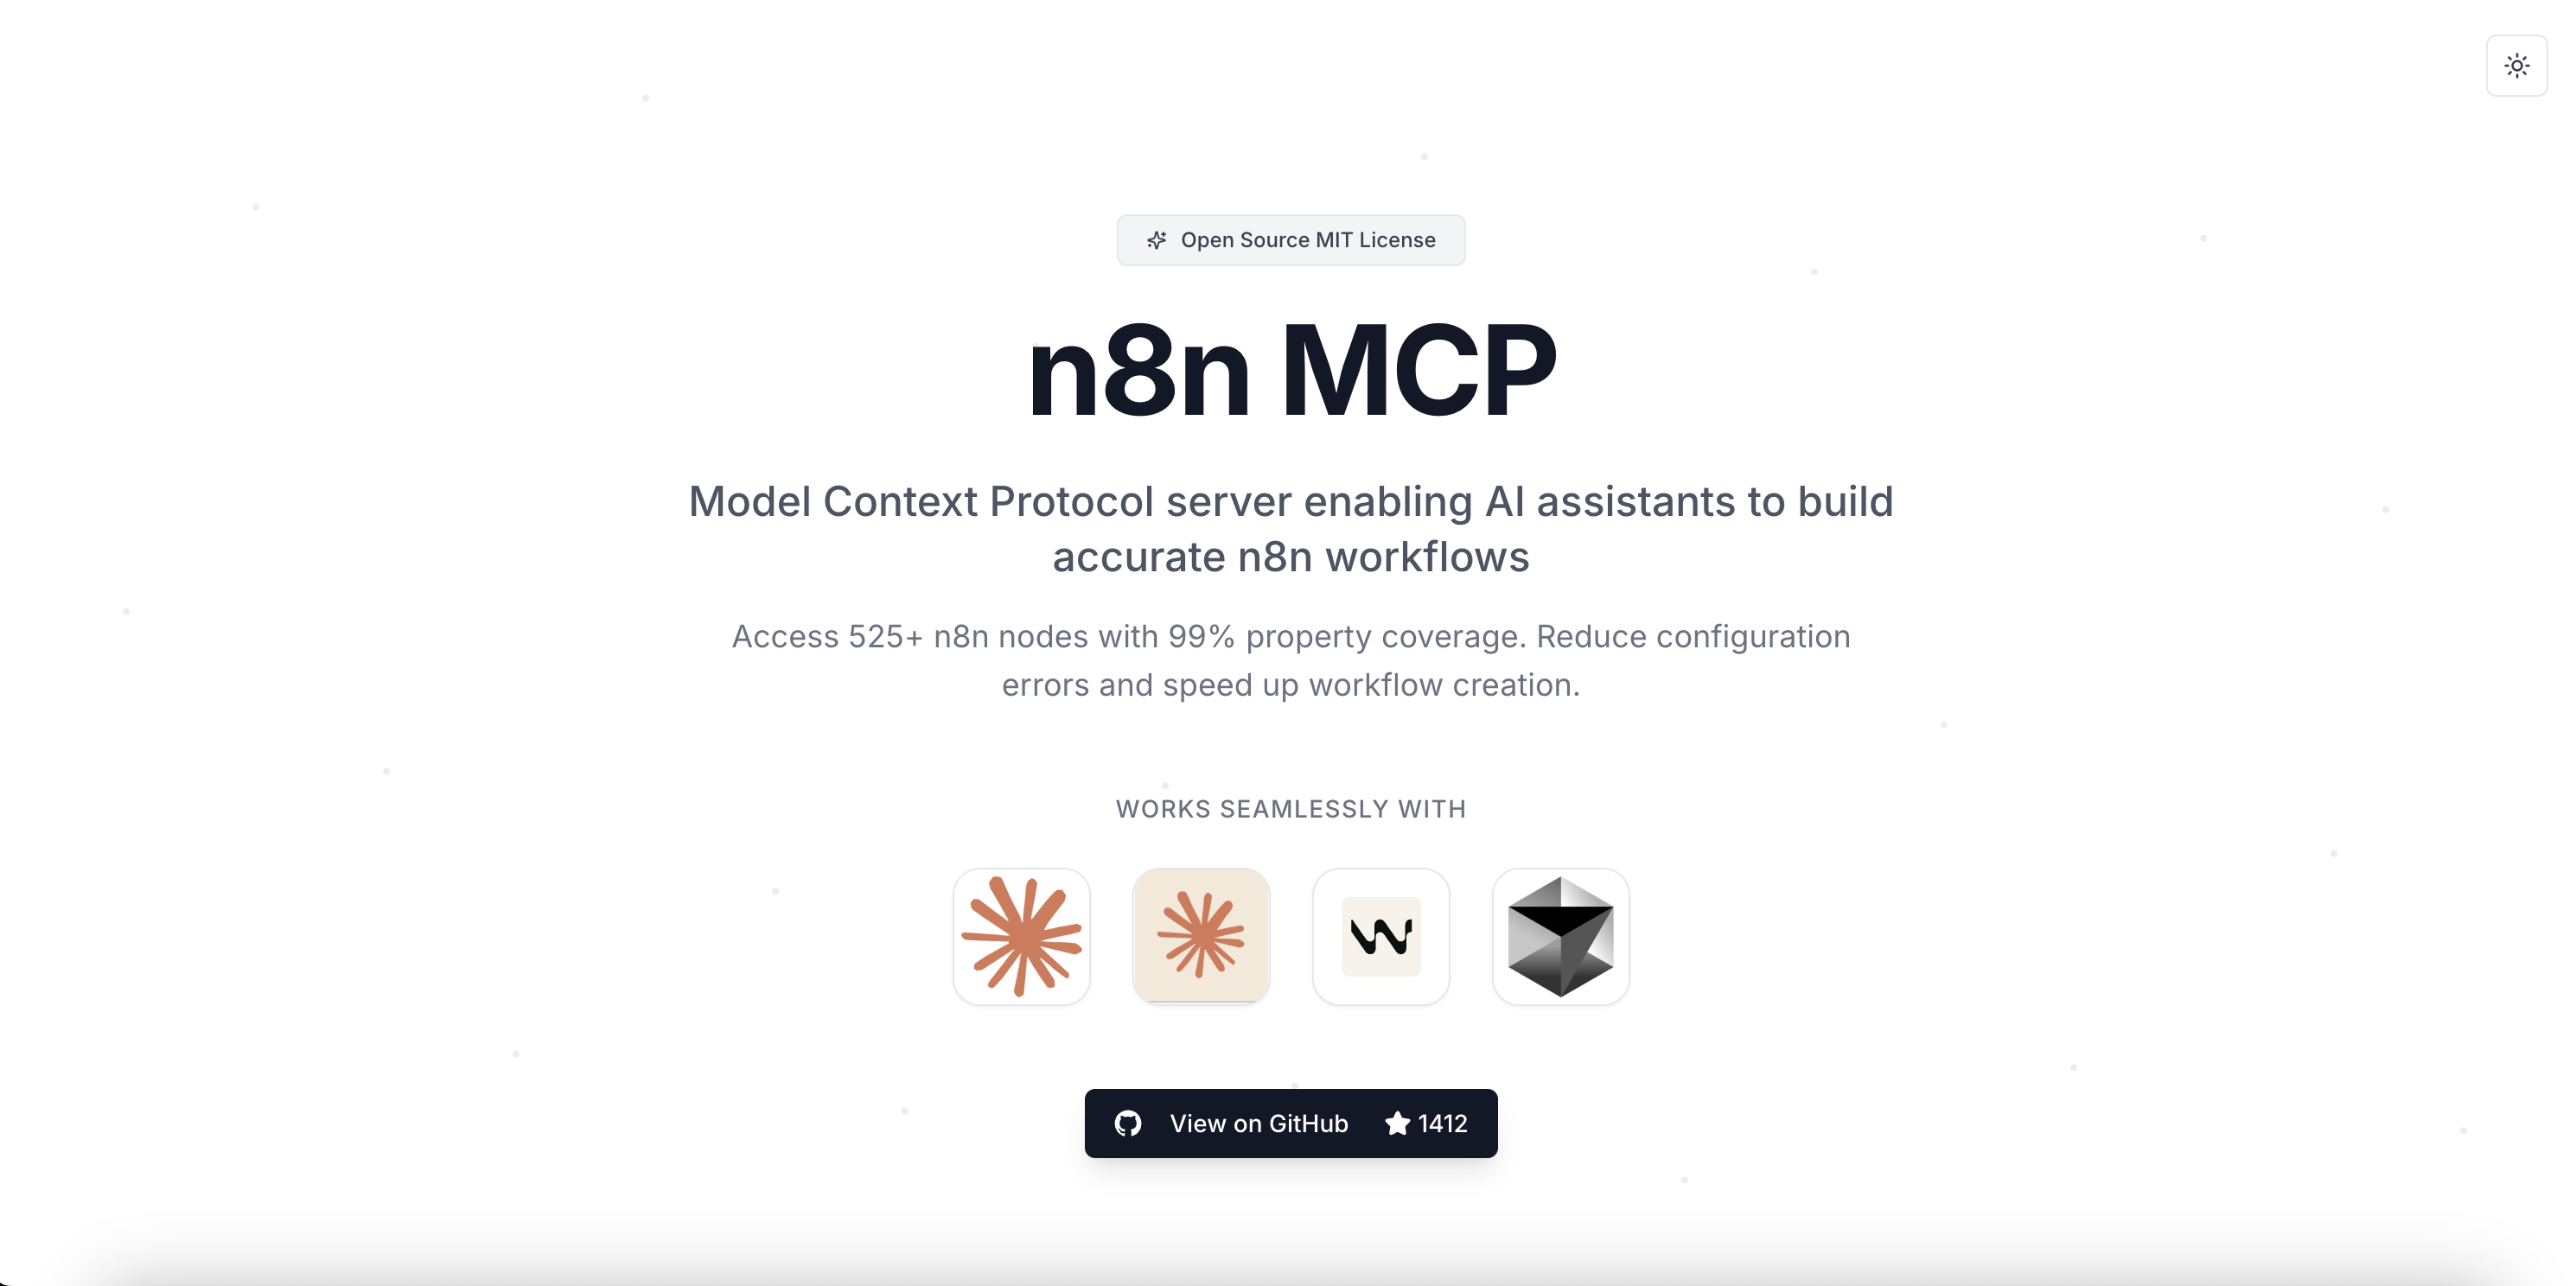 Open Source MIT License
n8n MCP
Model Context Protocol server enabling AI assistants to build
accurate n8n workflows
Access 525+ n8n nodes with 99% property coverage. Reduce configuration
errors and speed up workflow creation.
WORKS SEAMLESSLY WITH
View on GitHub 1412